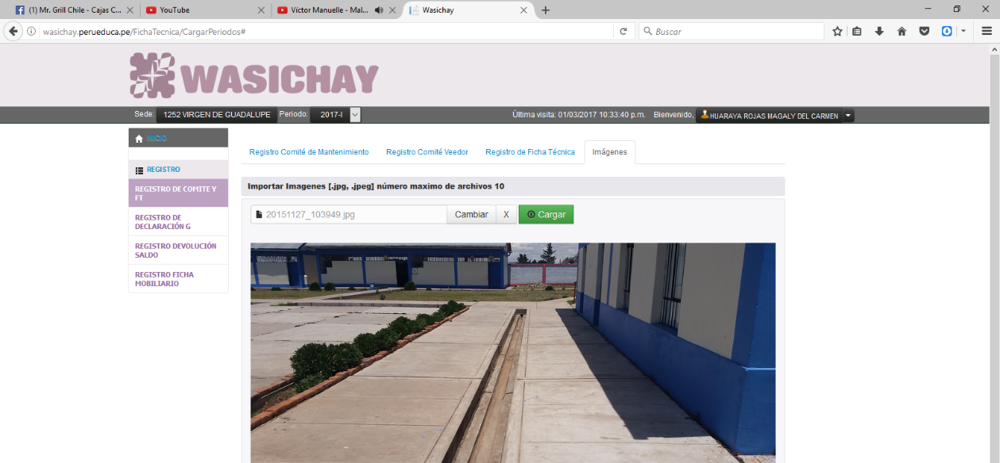 (1) Mr. Grill Chile - Cajas C...
YouTube
Víctor Manuelle - Mal...
Wasichay
wasichay.perueduca.pe/FichaTecnica/CargarPeriodos#
Buscar
WASICHAY
Sede: 1252 VIRGEN DE GUADALUPE Periodo: 2017-I
Última visita: 01/03/2017 10:33:40 p.m. Bienvenido, HUARAYA ROJAS MAGALY DEL CARMEN
INICIO
REGISTRO
REGISTRO DE COMITE Y
FT
REGISTRO DE
DECLARACIÓN G
REGISTRO DEVOLUCIÓN
SALDO
REGISTRO FICHA
MOBILIARIO
Registro Comité de Mantenimiento
Registro Comité Veedor
Registro de Ficha Técnica
Imágenes
Importar Imagenes [.jpg, .jpeg] número maximo de archivos 10
20151127_103949.jpg
Cambiar
X
Cargar